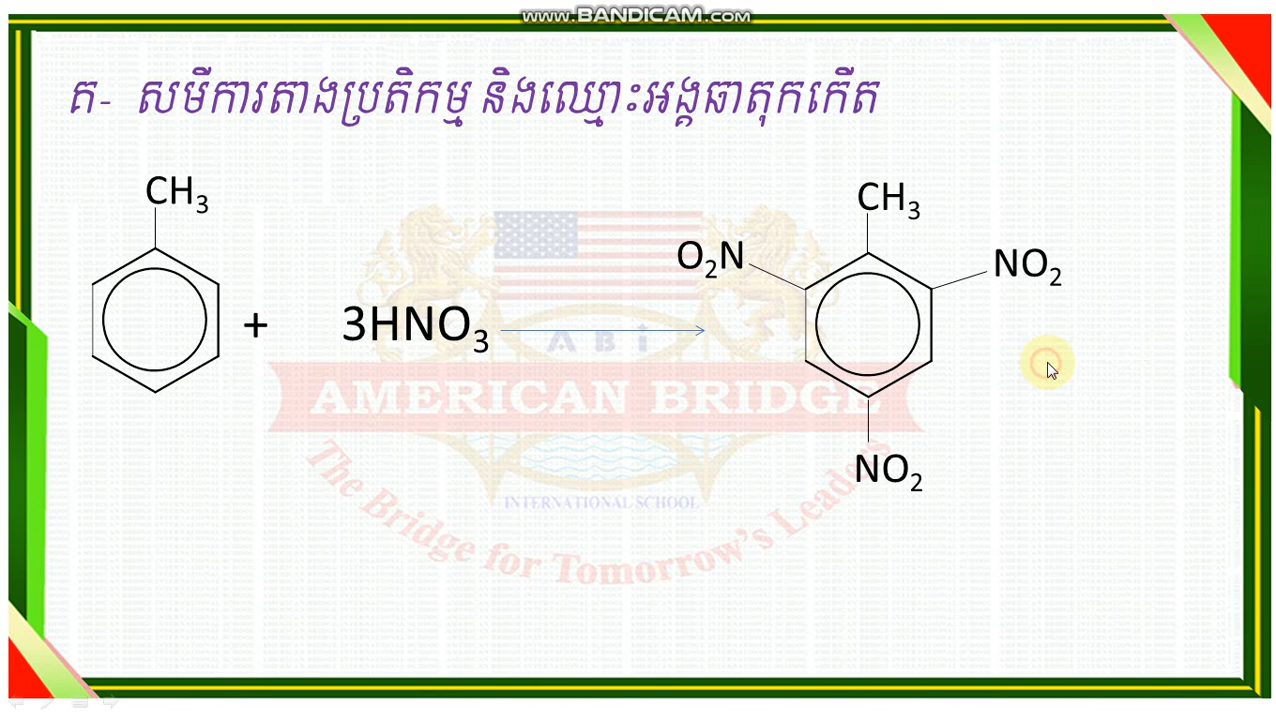 www.BANDICAM.com
គ- សមីការតាងប្រតិកម្ម និងឈ្មោះអង្គធាតុកកើត
CH₃
+ 3HNO₃
CH₃
O₂N
NO₂
NO₂
A B i
AMERICAN BRIDGE
INTERNATIONAL SCHOOL
The Bridge for Tomorrow's Leaders